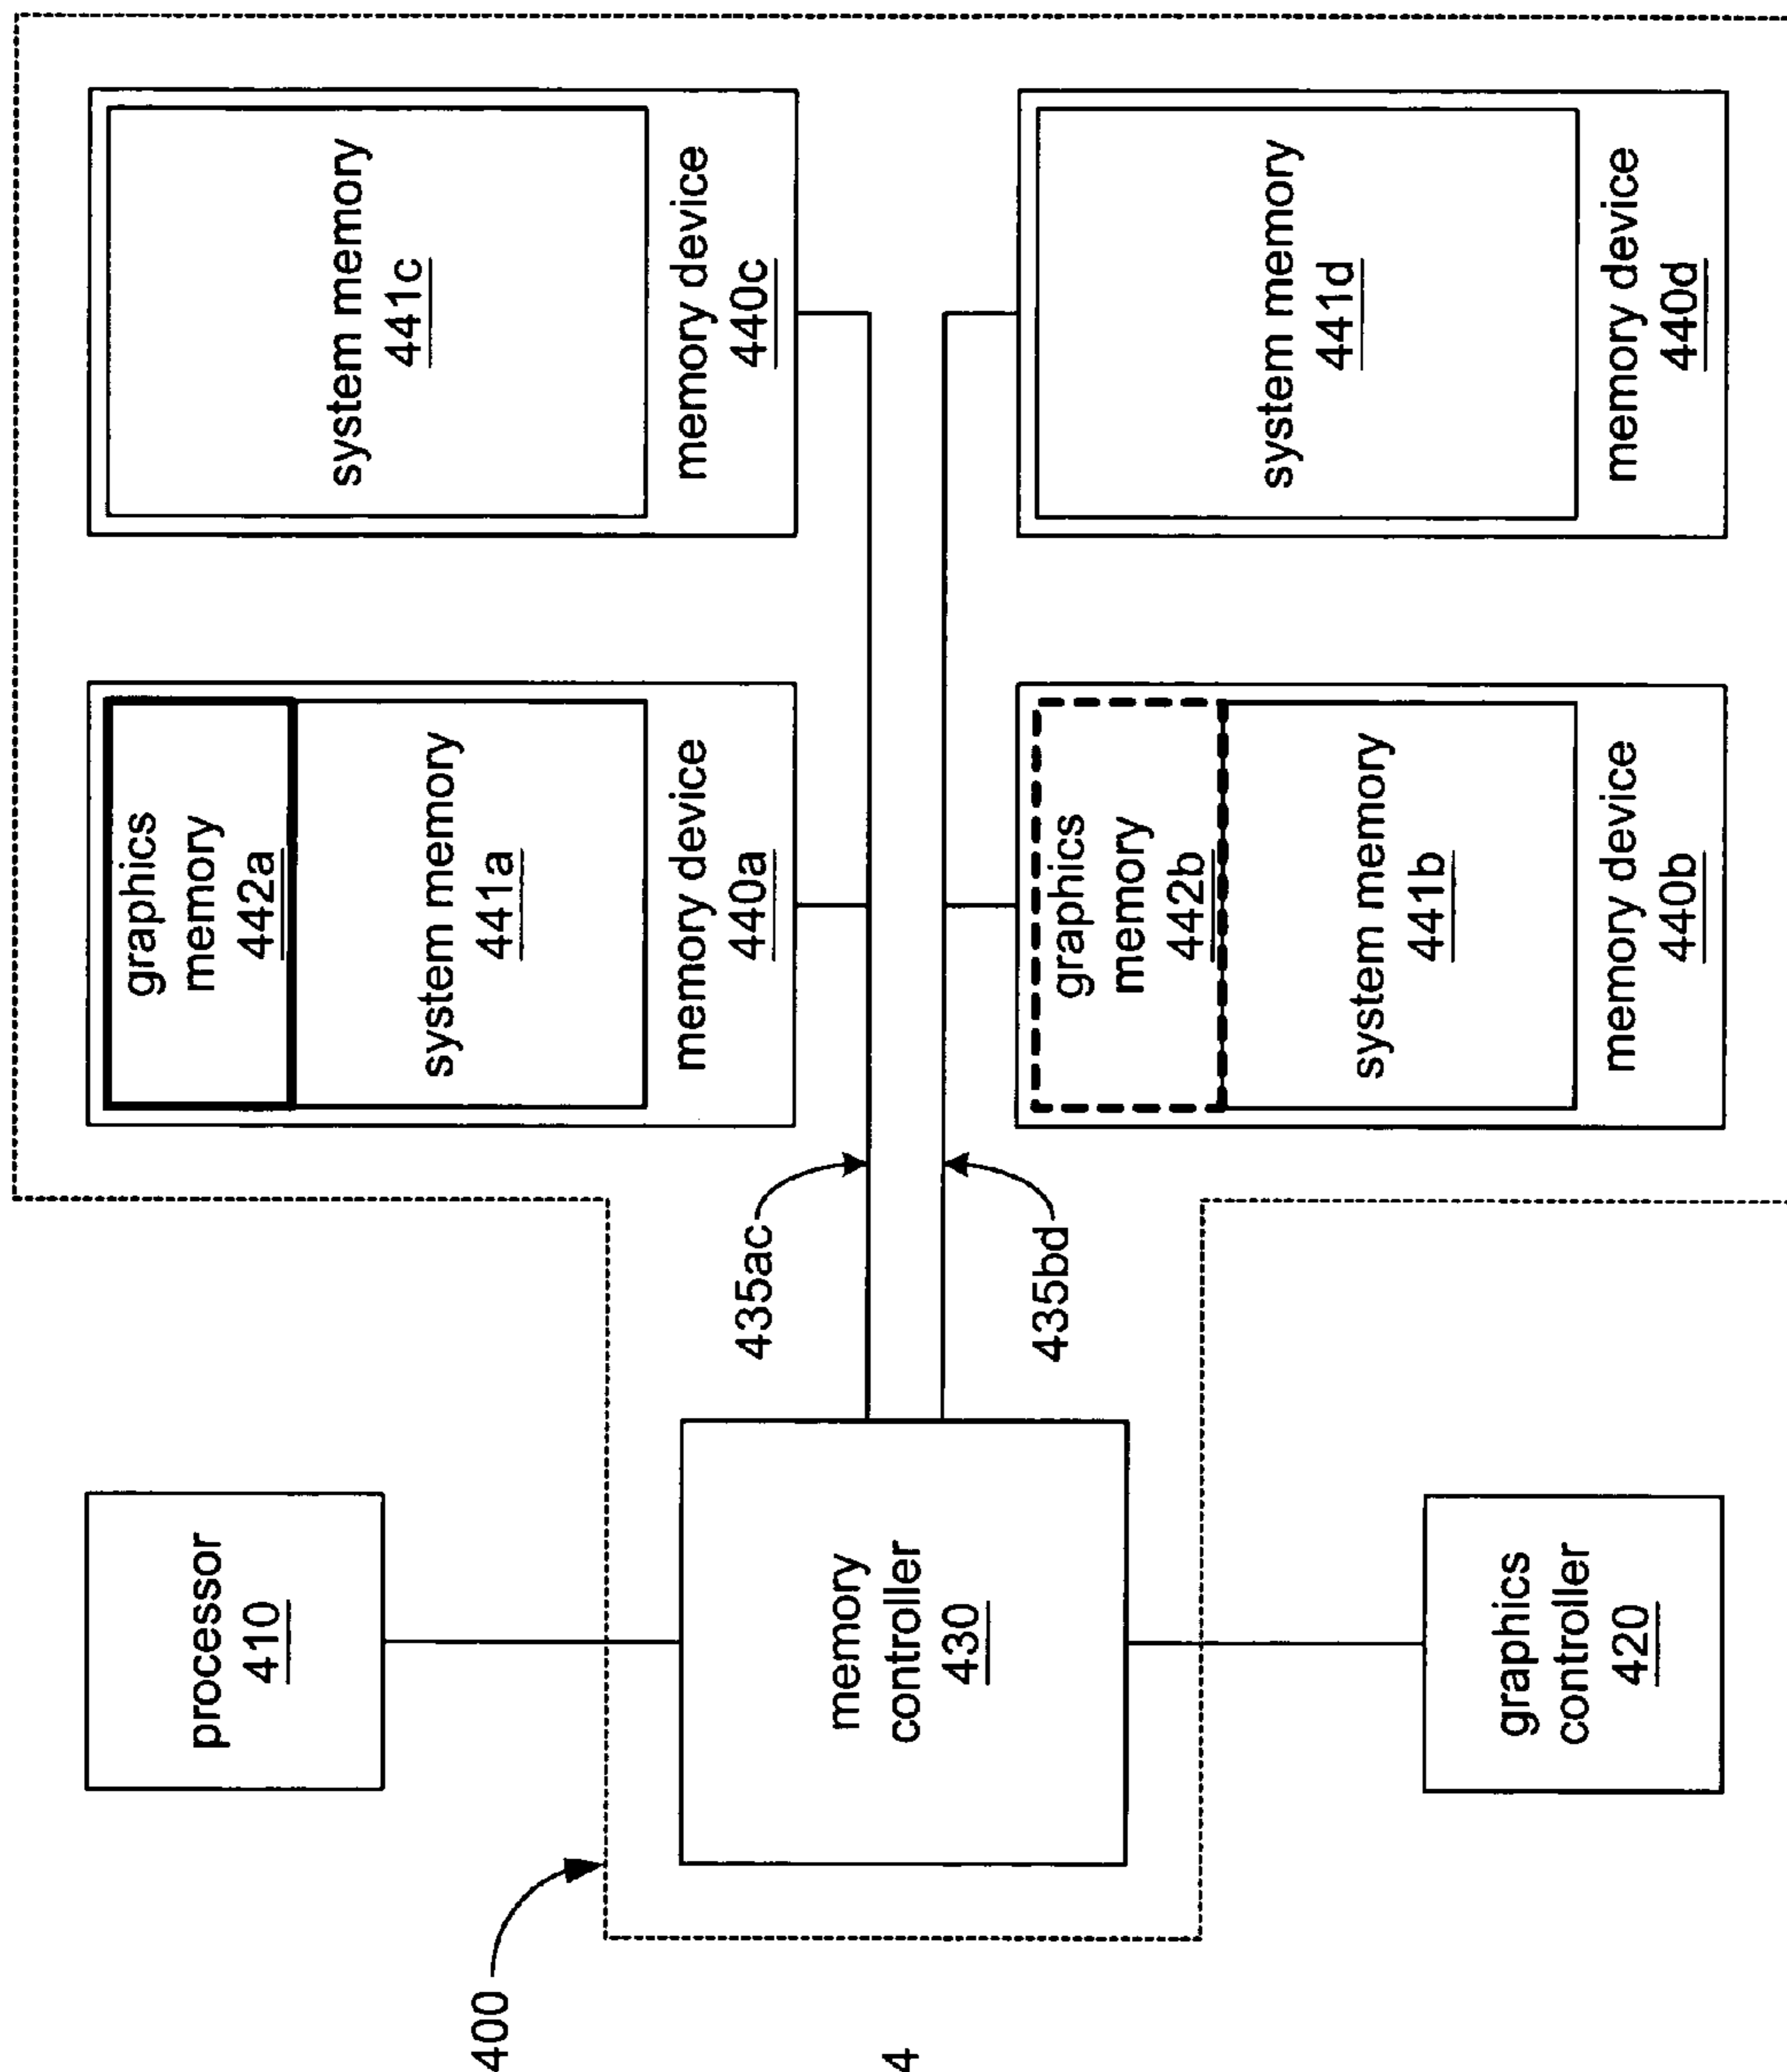 400
processor
410
memory
controller
430
graphics
controller
420
435ac
435bd
graphics
memory
442a
system memory
441a
memory device
440a
system memory
441c
memory device
440c
graphics
memory
442b
system memory
441b
memory device
440b
system memory
441d
memory device
440d
4